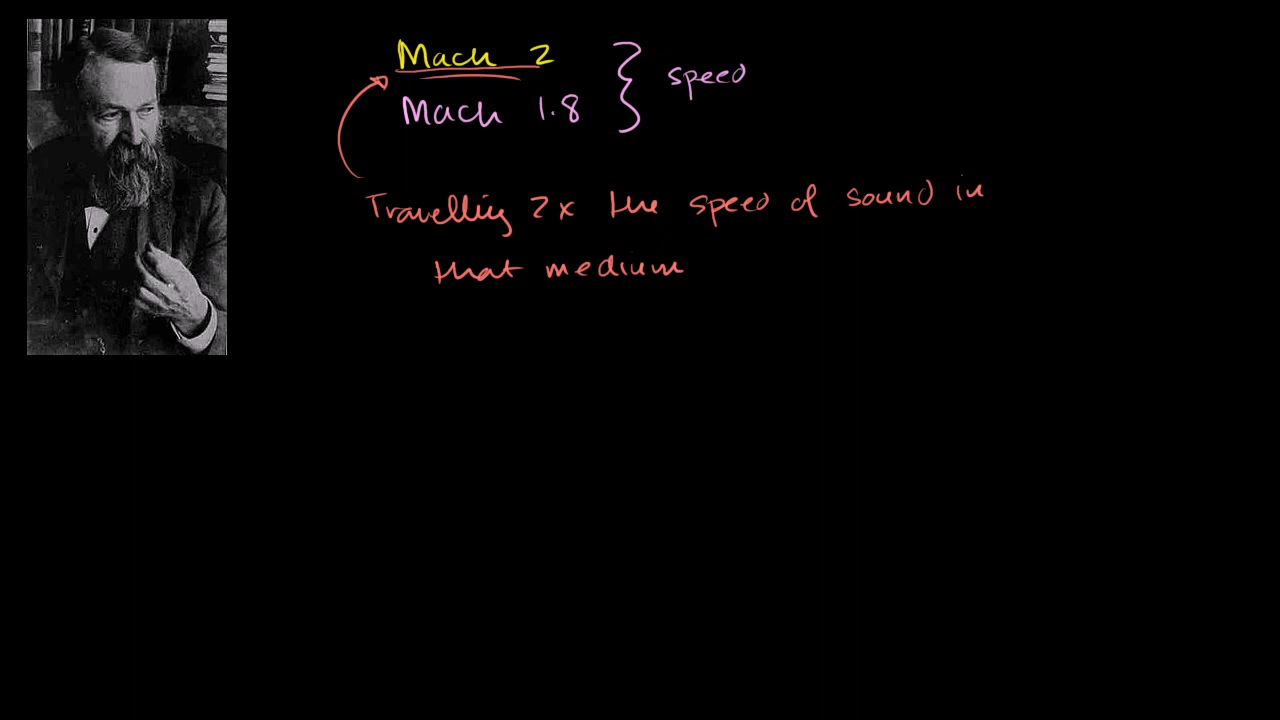 Mach 2
Mach 1.8
speed
Travelling 2x the speed of sound in
that medium